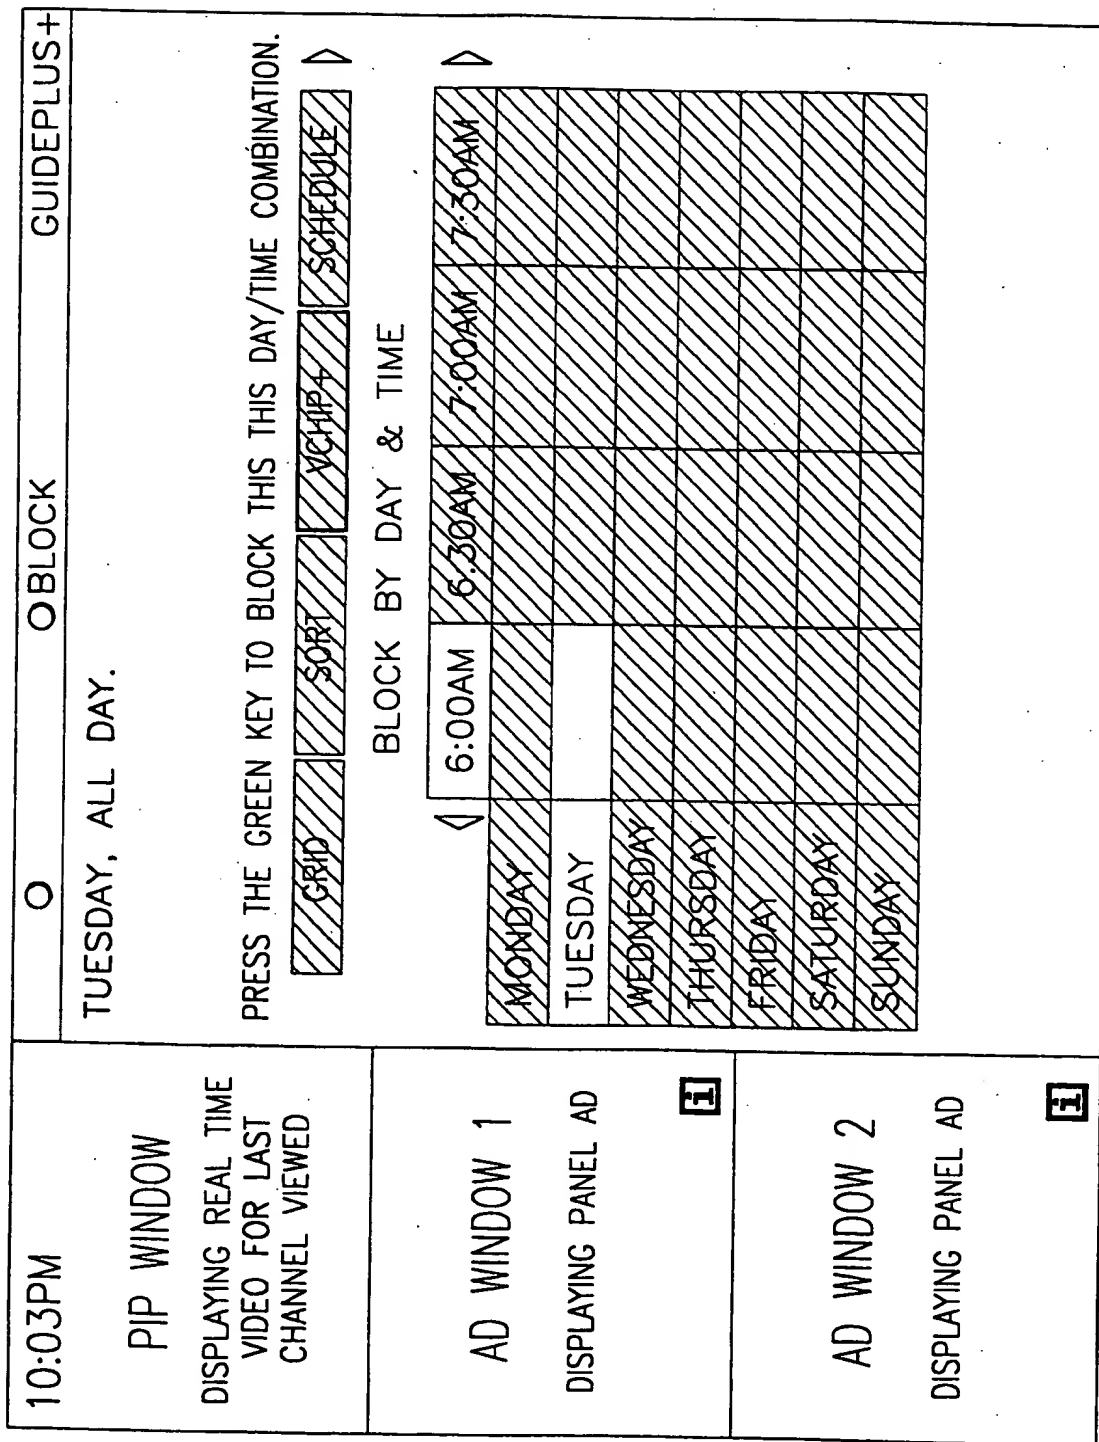 10:03PM
PIP WINDOW
DISPLAYING REAL TIME
VIDEO FOR LAST
CHANNEL VIEWED
AD WINDOW 1
DISPLAYING PANEL AD
i
AD WINDOW 2
DISPLAYING PANEL AD
i
BLOCK GUIDEPLUS+
TUESDAY, ALL DAY.
PRESS THE GREEN KEY TO BLOCK THIS THIS DAY/TIME COMBINATION.
GRID SORT VCHIP+ SCHEDULE
BLOCK BY DAY & TIME
6:00AM 6:30AM 7:00AM 7:30AM
MONDAY
TUESDAY
WEDNESDAY
THURSDAY
FRIDAY
SATURDAY
SUNDAY